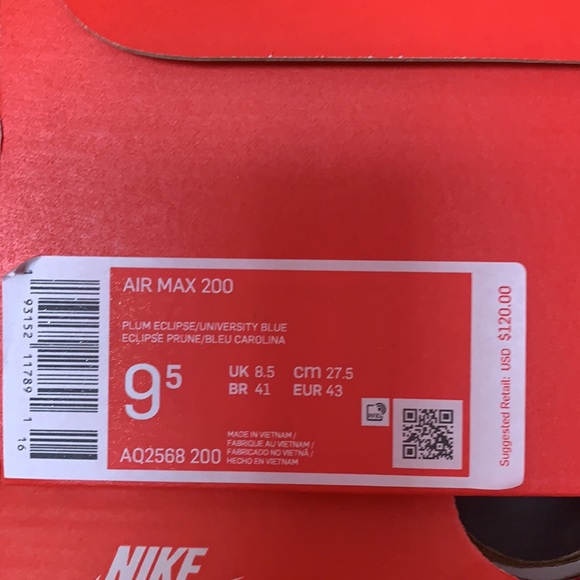 AIR MAX 200
PLUM ECLIPSE/UNIVERSITY BLUE
ECLIPSE PRUNE/BLEU CAROLINA
9⁵
UK 8.5 cm 27.5
BR 41 EUR 43
MADE IN VIETNAM /
FABRIQUE AU VIETNAM /
FABRICADO NO VIETNÃ /
HECHO EN VIETNAM
AQ2568 200
1 93152 11789 1 16
Suggested Retail: USD $120.00
NIKE